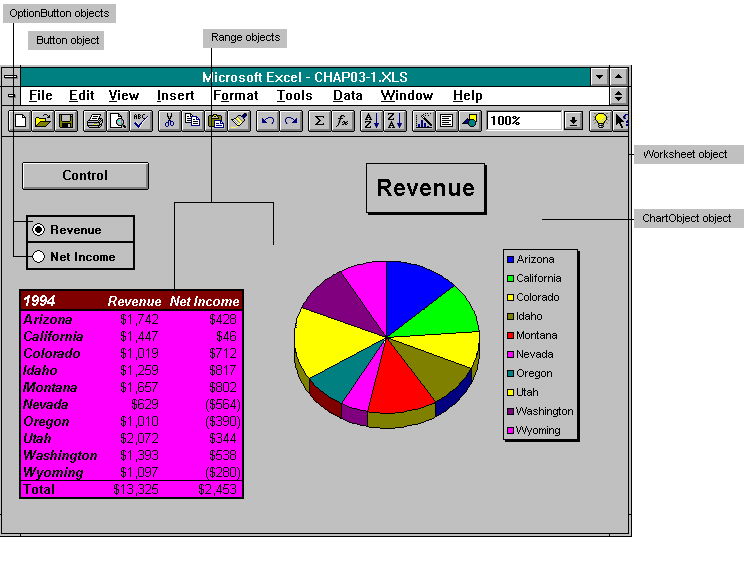 OptionButton objects
Button object
Range objects
Microsoft Excel - CHAP03-1.XLS
File Edit View Insert Format Tools Data Window Help
ABC Σ fx A Z Z A 100% ?
Worksheet object
Control
Revenue
ChartObject object
Revenue
Net Income
Arizona
California
Colorado
Idaho
Montana
Nevada
Oregon
Utah
Washington
Wyoming
1994 Revenue Net Income
Arizona $1,742 $428
California $1,447 $46
Colorado $1,019 $712
Idaho $1,259 $817
Montana $1,657 $802
Nevada $629 ($564)
Oregon $1,010 ($390)
Utah $2,072 $344
Washington $1,393 $538
Wyoming $1,097 ($280)
Total $13,325 $2,453